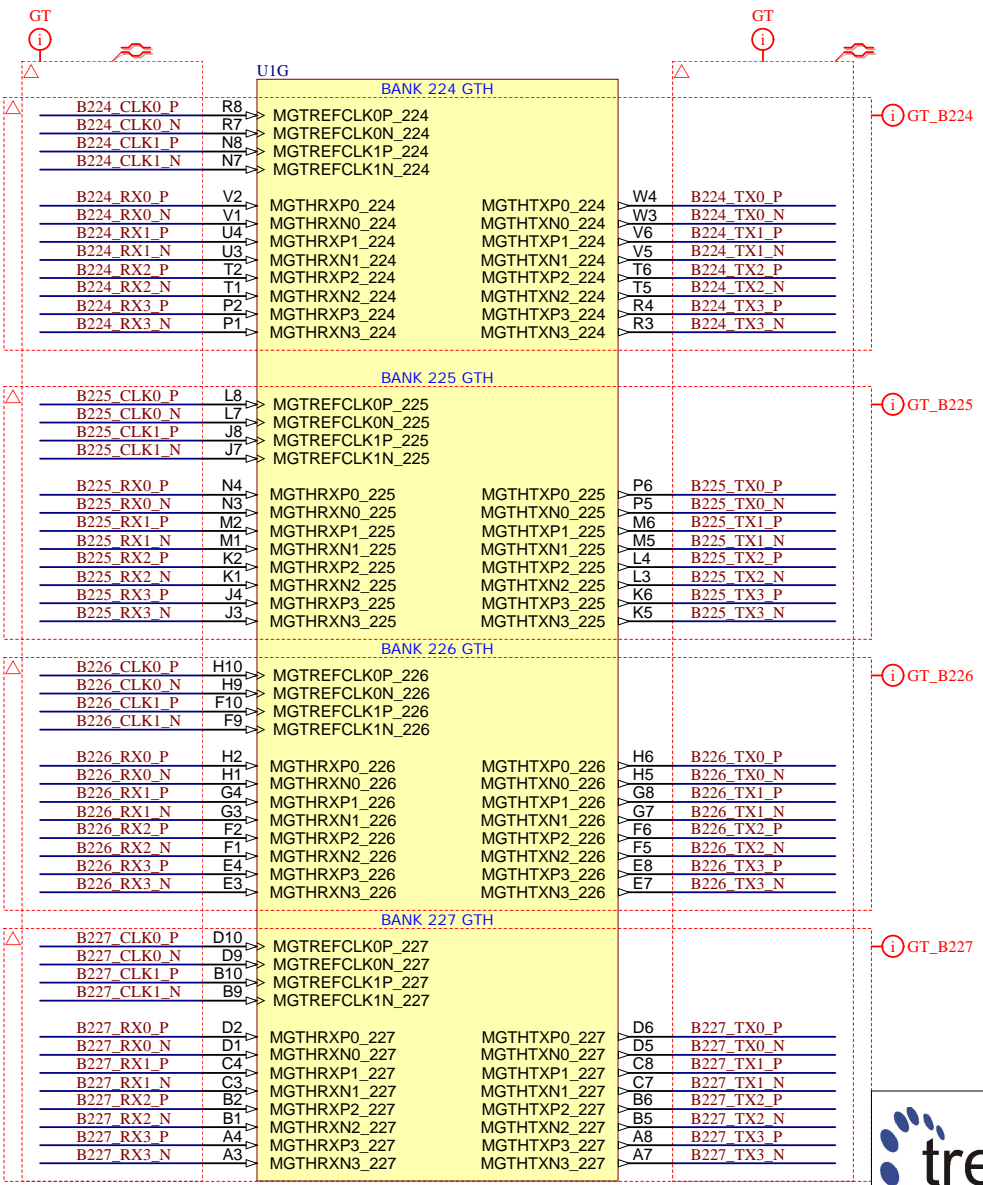 GT GT
i i
U1G
BANK 224 GTH
B224_CLK0_P R8 MGTREFCLK0P_224 i GT_B224
B224_CLK0_N R7 MGTREFCLK0N_224
B224_CLK1_P N8 MGTREFCLK1P_224
B224_CLK1_N N7 MGTREFCLK1N_224
B224_RX0_P V2 MGTHRXP0_224 MGTHTXP0_224 W4 B224_TX0_P
B224_RX0_N V1 MGTHRXN0_224 MGTHTXN0_224 W3 B224_TX0_N
B224_RX1_P U4 MGTHRXP1_224 MGTHTXP1_224 V6 B224_TX1_P
B224_RX1_N U3 MGTHRXN1_224 MGTHTXN1_224 V5 B224_TX1_N
B224_RX2_P T2 MGTHRXP2_224 MGTHTXP2_224 T6 B224_TX2_P
B224_RX2_N T1 MGTHRXN2_224 MGTHTXN2_224 T5 B224_TX2_N
B224_RX3_P P2 MGTHRXP3_224 MGTHTXP3_224 R4 B224_TX3_P
B224_RX3_N P1 MGTHRXN3_224 MGTHTXN3_224 R3 B224_TX3_N
BANK 225 GTH
B225_CLK0_P L8 MGTREFCLK0P_225 i GT_B225
B225_CLK0_N L7 MGTREFCLK0N_225
B225_CLK1_P J8 MGTREFCLK1P_225
B225_CLK1_N J7 MGTREFCLK1N_225
B225_RX0_P N4 MGTHRXP0_225 MGTHTXP0_225 P6 B225_TX0_P
B225_RX0_N N3 MGTHRXN0_225 MGTHTXN0_225 P5 B225_TX0_N
B225_RX1_P M2 MGTHRXP1_225 MGTHTXP1_225 M6 B225_TX1_P
B225_RX1_N M1 MGTHRXN1_225 MGTHTXN1_225 M5 B225_TX1_N
B225_RX2_P K2 MGTHRXP2_225 MGTHTXP2_225 L4 B225_TX2_P
B225_RX2_N K1 MGTHRXN2_225 MGTHTXN2_225 L3 B225_TX2_N
B225_RX3_P J4 MGTHRXP3_225 MGTHTXP3_225 K6 B225_TX3_P
B225_RX3_N J3 MGTHRXN3_225 MGTHTXN3_225 K5 B225_TX3_N
BANK 226 GTH
B226_CLK0_P H10 MGTREFCLK0P_226 i GT_B226
B226_CLK0_N H9 MGTREFCLK0N_226
B226_CLK1_P F10 MGTREFCLK1P_226
B226_CLK1_N F9 MGTREFCLK1N_226
B226_RX0_P H2 MGTHRXP0_226 MGTHTXP0_226 H6 B226_TX0_P
B226_RX0_N H1 MGTHRXN0_226 MGTHTXN0_226 H5 B226_TX0_N
B226_RX1_P G4 MGTHRXP1_226 MGTHTXP1_226 G8 B226_TX1_P
B226_RX1_N G3 MGTHRXN1_226 MGTHTXN1_226 G7 B226_TX1_N
B226_RX2_P F2 MGTHRXP2_226 MGTHTXP2_226 F6 B226_TX2_P
B226_RX2_N F1 MGTHRXN2_226 MGTHTXN2_226 F5 B226_TX2_N
B226_RX3_P E4 MGTHRXP3_226 MGTHTXP3_226 E8 B226_TX3_P
B226_RX3_N E3 MGTHRXN3_226 MGTHTXN3_226 E7 B226_TX3_N
BANK 227 GTH
B227_CLK0_P D10 MGTREFCLK0P_227 i GT_B227
B227_CLK0_N D9 MGTREFCLK0N_227
B227_CLK1_P B10 MGTREFCLK1P_227
B227_CLK1_N B9 MGTREFCLK1N_227
B227_RX0_P D2 MGTHRXP0_227 MGTHTXP0_227 D6 B227_TX0_P
B227_RX0_N D1 MGTHRXN0_227 MGTHTXN0_227 D5 B227_TX0_N
B227_RX1_P C4 MGTHRXP1_227 MGTHTXP1_227 C8 B227_TX1_P
B227_RX1_N C3 MGTHRXN1_227 MGTHTXN1_227 C7 B227_TX1_N
B227_RX2_P B2 MGTHRXP2_227 MGTHTXP2_227 B6 B227_TX2_P
B227_RX2_N B1 MGTHRXN2_227 MGTHTXN2_227 B5 B227_TX2_N
B227_RX3_P A4 MGTHRXP3_227 MGTHTXP3_227 A8 B227_TX3_P
B227_RX3_N A3 MGTHRXN3_227 MGTHTXN3_227 A7 B227_TX3_N
tre